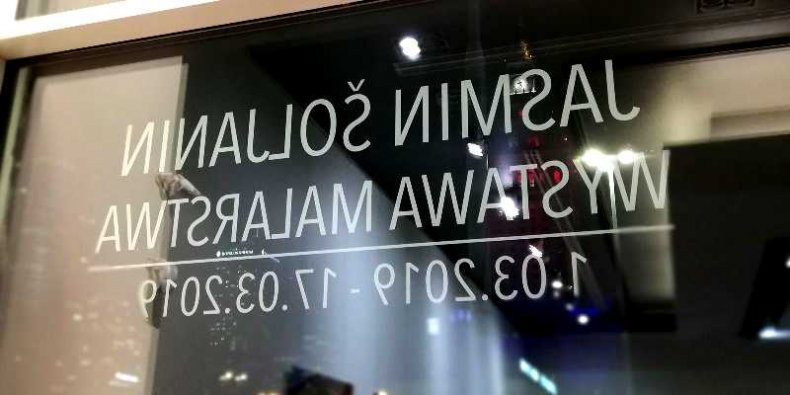 JASMIN ŠOLJANIN
WYSTAWA MALARSTWA
1.03.2019 - 17.03.2019